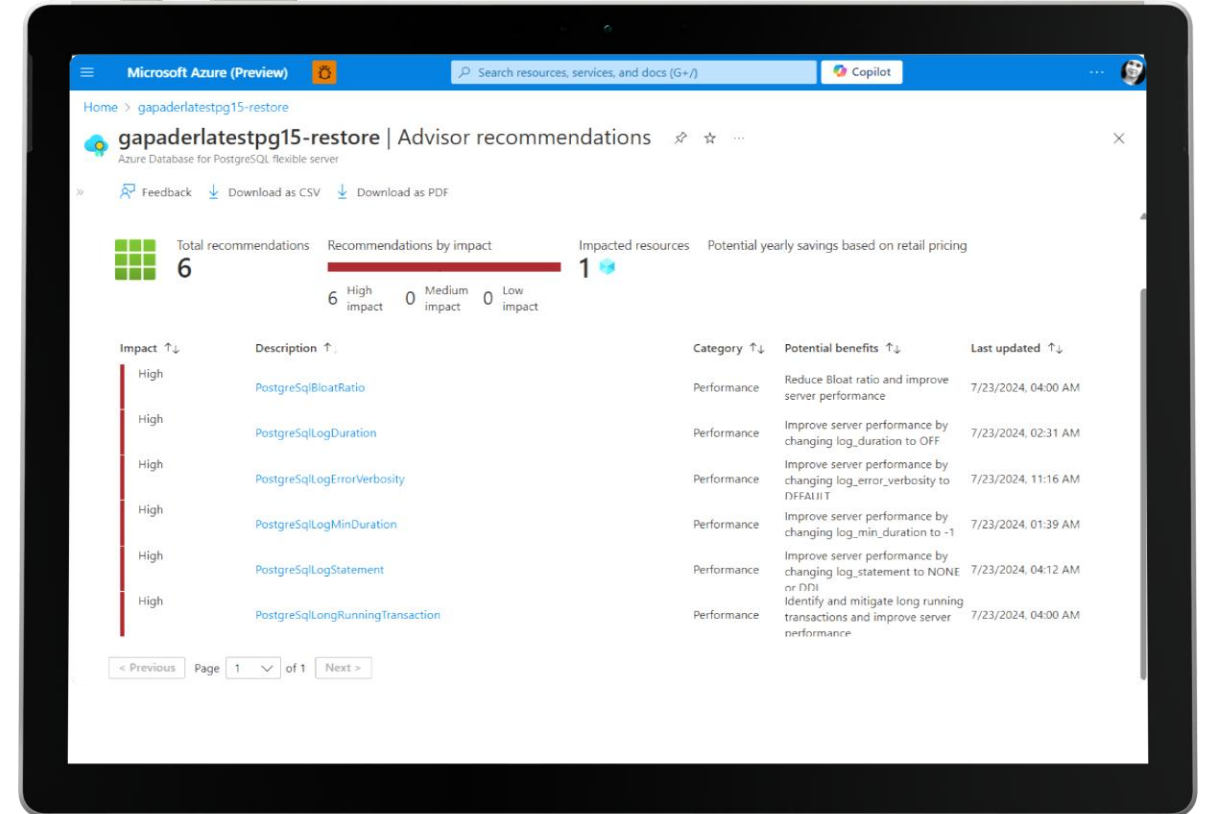 Microsoft Azure (Preview)
Search resources, services, and docs (G+/)
Copilot
Home > gapaderlatestpg15-restore
gapaderlatestpg15-restore | Advisor recommendations
Azure Database for PostgreSQL flexible server
Feedback Download as CSV Download as PDF
Total recommendations
6
Recommendations by impact
6 High impact 0 Medium impact 0 Low impact
Impacted resources
1
Potential yearly savings based on retail pricing
Impact Description Category Potential benefits Last updated
High PostgreSqlBloatRatio Performance Reduce Bloat ratio and improve server performance 7/23/2024, 04:00 AM
High PostgreSqlLogDuration Performance Improve server performance by changing log_duration to OFF 7/23/2024, 02:31 AM
High PostgreSqlLogErrorVerbosity Performance Improve server performance by changing log_error_verbosity to DEFAULT 7/23/2024, 11:16 AM
High PostgreSqlLogMinDuration Performance Improve server performance by changing log_min_duration to -1 7/23/2024, 01:39 AM
High PostgreSqlLogStatement Performance Improve server performance by changing log_statement to NONE or DDL 7/23/2024, 04:12 AM
High PostgreSqlLongRunningTransaction Performance Identify and mitigate long running transactions and improve server performance 7/23/2024, 04:00 AM
< Previous Page 1 of 1 Next >